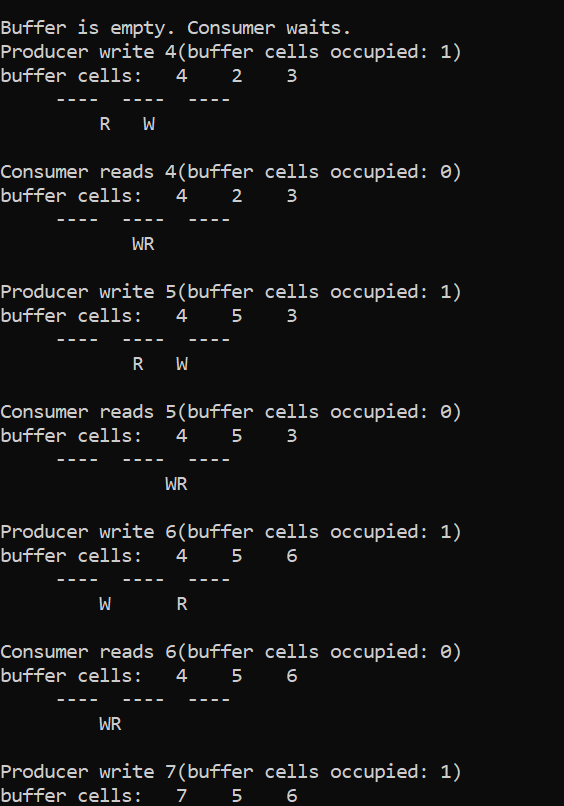 Buffer is empty. Consumer waits.
Producer write 4(buffer cells occupied: 1)
buffer cells:   4    2    3
     ----  ----  ----
         R   W
Consumer reads 4(buffer cells occupied: 0)
buffer cells:   4    2    3
     ----  ----  ----
            WR
Producer write 5(buffer cells occupied: 1)
buffer cells:   4    5    3
     ----  ----  ----
            R   W
Consumer reads 5(buffer cells occupied: 0)
buffer cells:   4    5    3
     ----  ----  ----
               WR
Producer write 6(buffer cells occupied: 1)
buffer cells:   4    5    6
     ----  ----  ----
         W      R
Consumer reads 6(buffer cells occupied: 0)
buffer cells:   4    5    6
     ----  ----  ----
         WR
Producer write 7(buffer cells occupied: 1)
buffer cells:   7    5    6